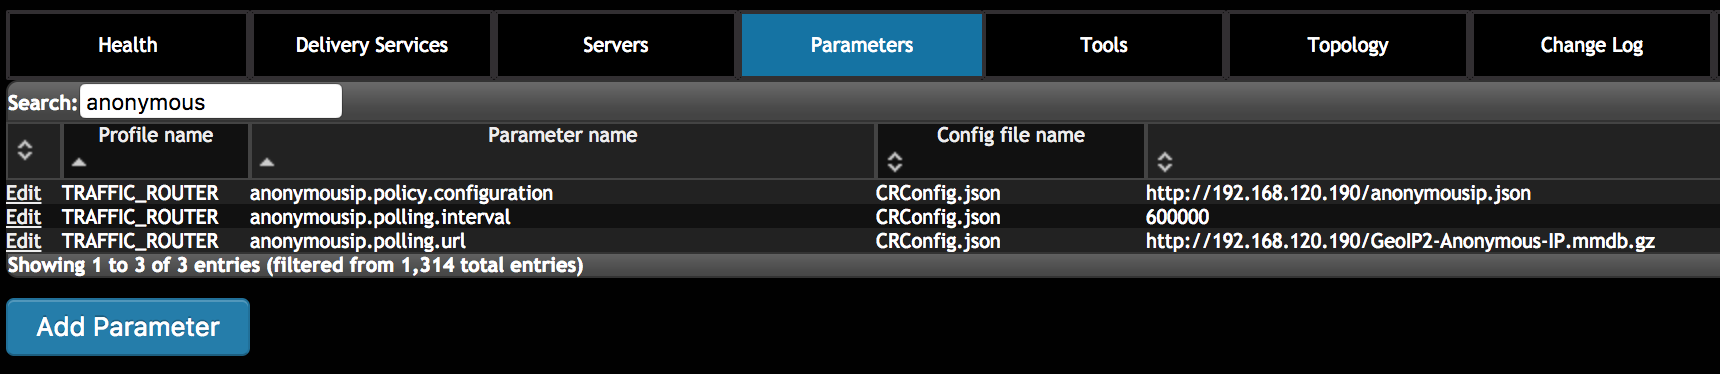 Health Delivery Services Servers Parameters Tools Topology Change Log
Search: anonymous
Profile name Parameter name Config file name
Edit TRAFFIC_ROUTER anonymousip.policy.configuration CRConfig.json http://192.168.120.190/anonymousip.json
Edit TRAFFIC_ROUTER anonymousip.polling.interval CRConfig.json 600000
Edit TRAFFIC_ROUTER anonymousip.polling.url CRConfig.json http://192.168.120.190/GeoIP2-Anonymous-IP.mmdb.gz
Showing 1 to 3 of 3 entries (filtered from 1,314 total entries)
Add Parameter